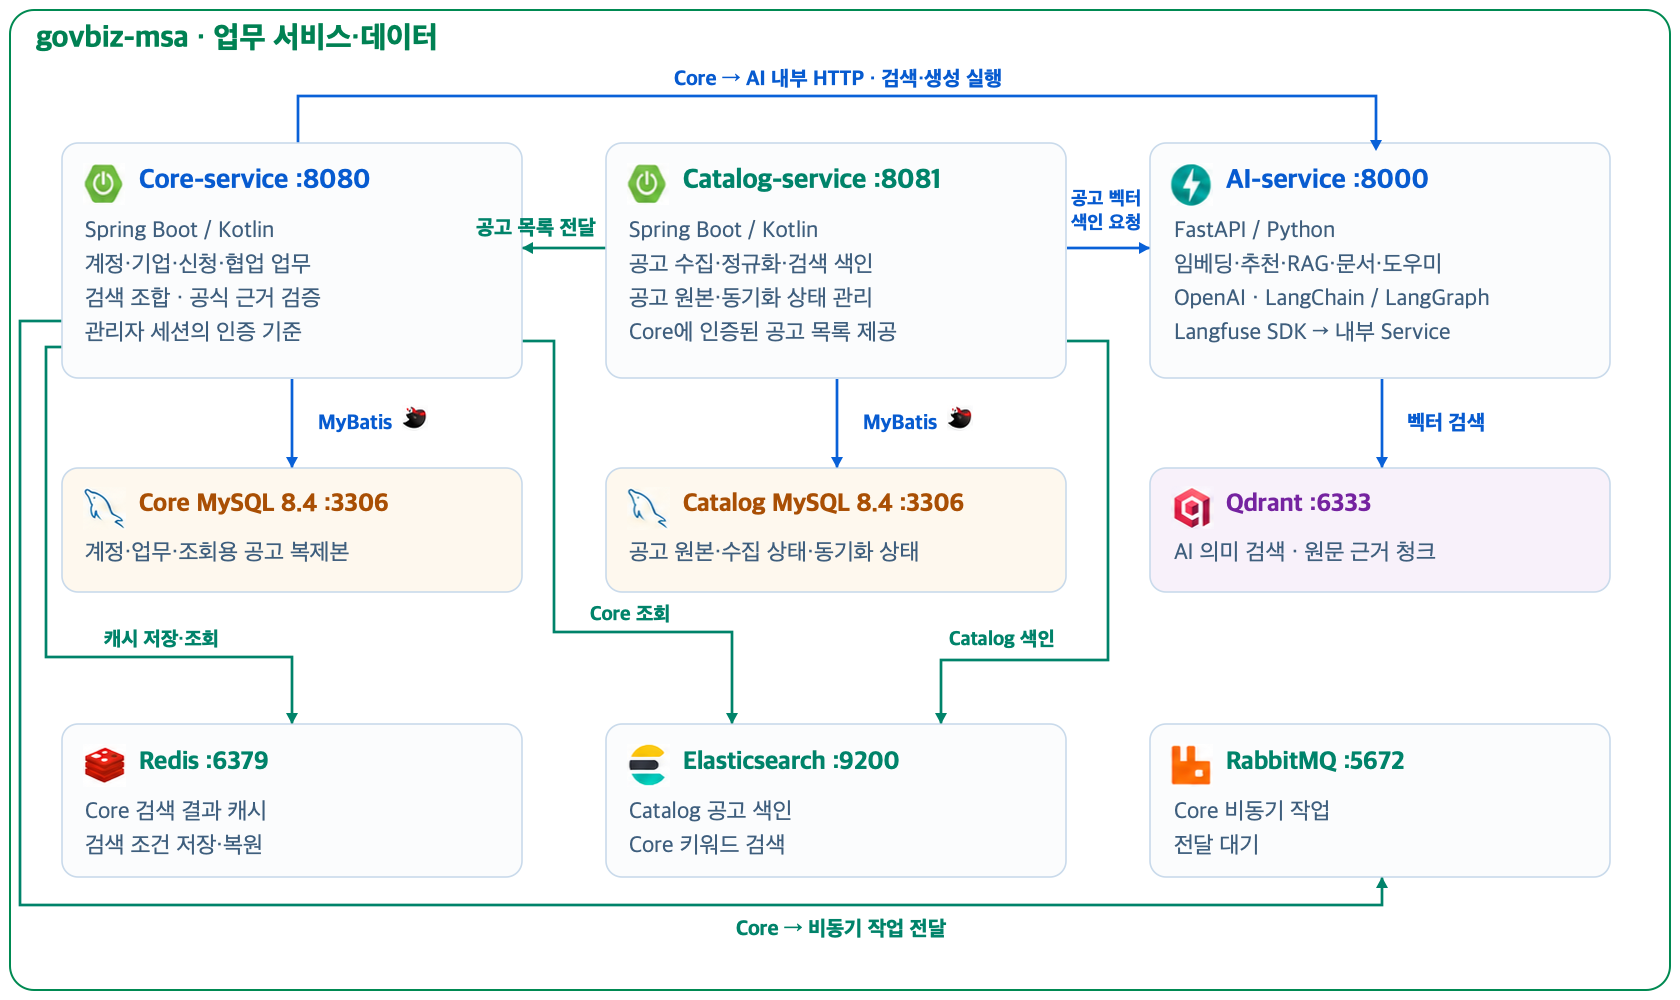 govbiz-msa · 업무 서비스·데이터
Core → AI 내부 HTTP · 검색·생성 실행
Core-service :8080
Spring Boot / Kotlin
계정·기업·신청·협업 업무
검색 조합 · 공식 근거 검증
관리자 세션의 인증 기준
공고 목록 전달
Catalog-service :8081
Spring Boot / Kotlin
공고 수집·정규화·검색 색인
공고 원본·동기화 상태 관리
Core에 인증된 공고 목록 제공
공고 벡터
색인 요청
AI-service :8000
FastAPI / Python
임베딩·추천·RAG·문서·도우미
OpenAI · LangChain / LangGraph
Langfuse SDK → 내부 Service
MyBatis
MyBatis
벡터 검색
Core MySQL 8.4 :3306
계정·업무·조회용 공고 복제본
Catalog MySQL 8.4 :3306
공고 원본·수집 상태·동기화 상태
Qdrant :6333
AI 의미 검색 · 원문 근거 청크
캐시 저장·조회
Core 조회
Catalog 색인
Redis :6379
Core 검색 결과 캐시
검색 조건 저장·복원
Elasticsearch :9200
Catalog 공고 색인
Core 키워드 검색
RabbitMQ :5672
Core 비동기 작업
전달 대기
Core → 비동기 작업 전달